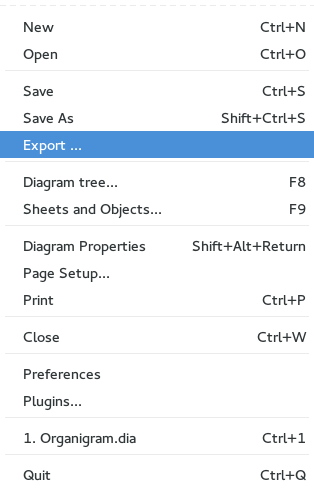 New Ctrl+N
Open Ctrl+O
Save Ctrl+S
Save As Shift+Ctrl+S
Export ...
Diagram tree... F8
Sheets and Objects... F9
Diagram Properties Shift+Alt+Return
Page Setup...
Print Ctrl+P
Close Ctrl+W
Preferences
Plugins...
1. Organigram.dia Ctrl+1
Quit Ctrl+Q